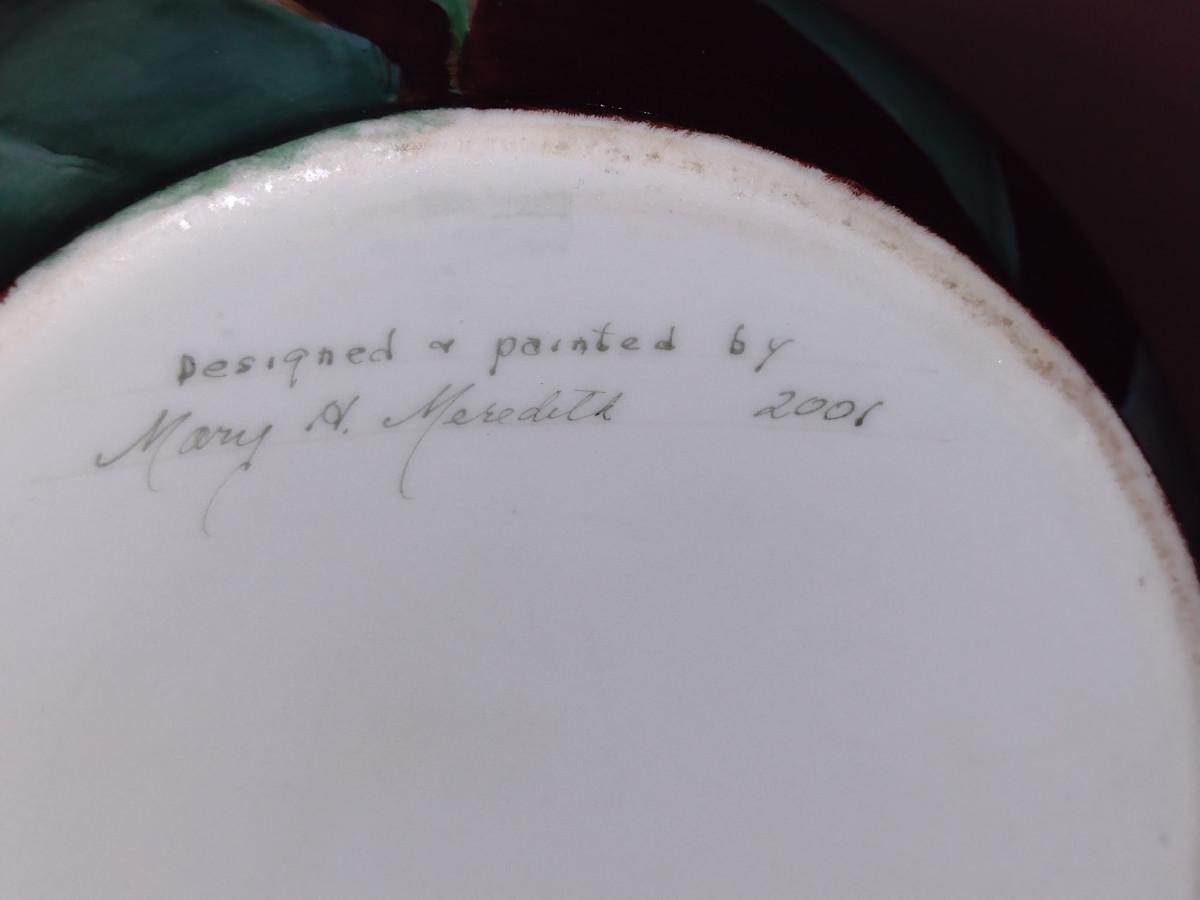 Designed & painted by
Mary H. Meredith 2001